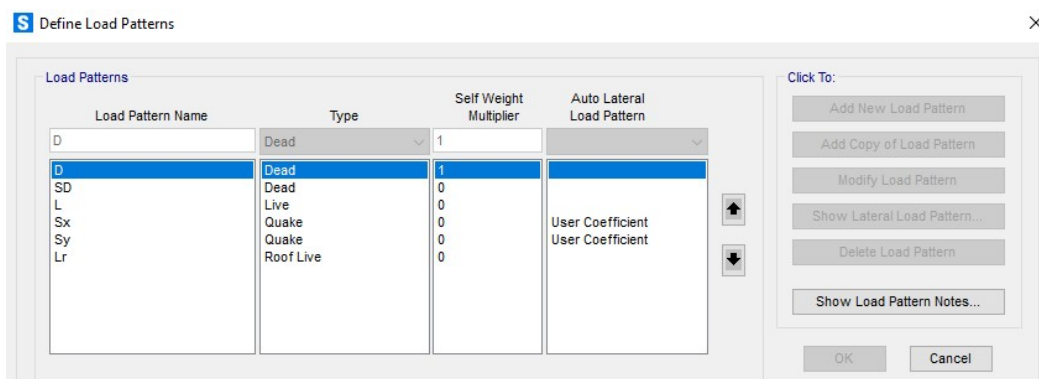 S Define Load Patterns
Load Patterns
Click To:
Load Pattern Name Type Self Weight Multiplier Auto Lateral Load Pattern
D Dead 1
D Dead 1
SD Dead 0
L Live 0
Sx Quake 0 User Coefficient
Sy Quake 0 User Coefficient
Lr Roof Live 0
Add New Load Pattern
Add Copy of Load Pattern
Modify Load Pattern
Show Lateral Load Pattern...
Delete Load Pattern
Show Load Pattern Notes...
OK Cancel